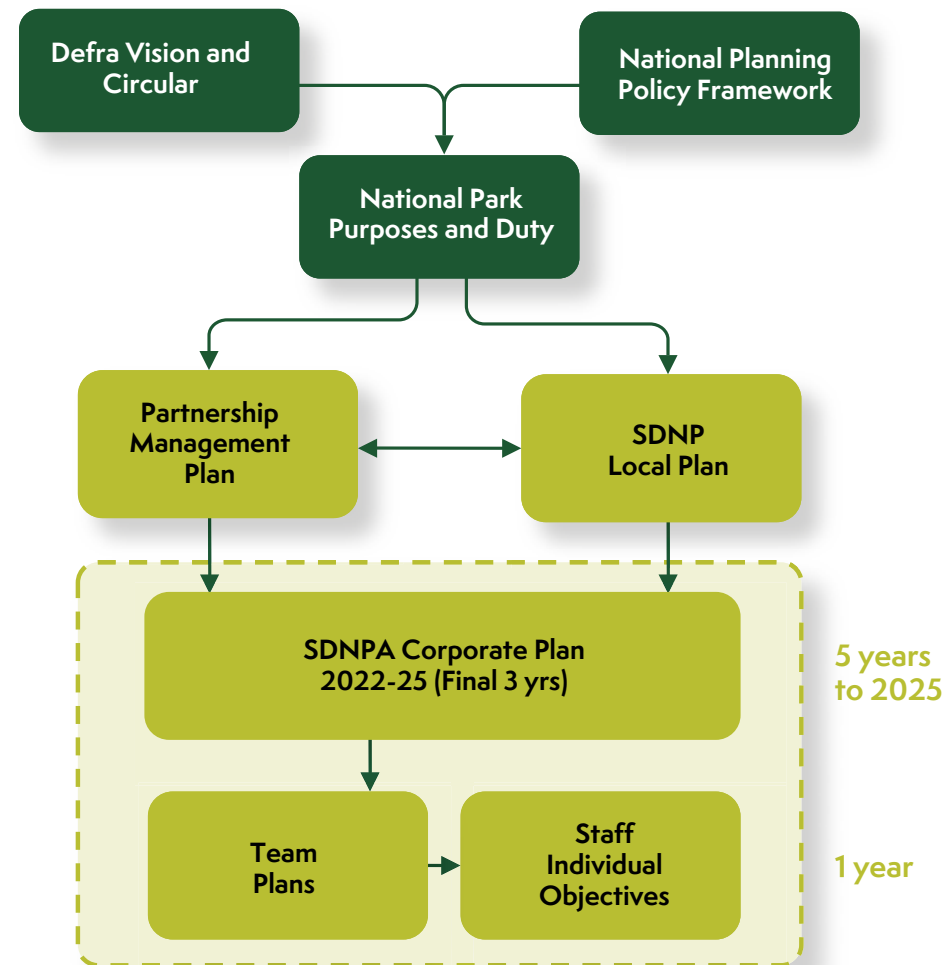 Defra Vision and
Circular
National Planning
Policy Framework
National Park
Purposes and Duty
Partnership
Management
Plan
SDNP
Local Plan
SDNPA Corporate Plan
2022-25 (Final 3 yrs)
5 years
to 2025
Team
Plans
Staff
Individual
Objectives
1 year